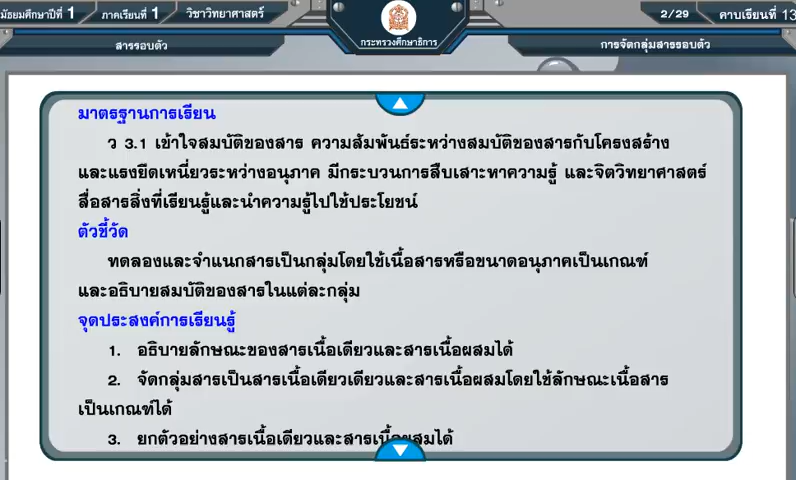 มัธยมศึกษาปีที่ 1 ภาคเรียนที่ 1 วิชาวิทยาศาสตร์ กระทรวงศึกษาธิการ 2/29 คาบเรียนที่ 13
สารรอบตัว การจัดกลุ่มสารรอบตัว
มาตรฐานการเรียน
ว 3.1 เข้าใจสมบัติของสาร ความสัมพันธ์ระหว่างสมบัติของสารกับโครงสร้าง
และแรงยึดเหนี่ยวระหว่างอนุภาค มีกระบวนการสืบเสาะหาความรู้ และจิตวิทยาศาสตร์
สื่อสารสิ่งที่เรียนรู้และนำความรู้ไปใช้ประโยชน์
ตัวชี้วัด
ทดลองและจำแนกสารเป็นกลุ่มโดยใช้เนื้อสารหรือขนาดอนุภาคเป็นเกณฑ์
และอธิบายสมบัติของสารในแต่ละกลุ่ม
จุดประสงค์การเรียนรู้
1. อธิบายลักษณะของสารเนื้อเดียวและสารเนื้อผสมได้
2. จัดกลุ่มสารเป็นสารเนื้อเดียวเดียวและสารเนื้อผสมโดยใช้ลักษณะเนื้อสาร
เป็นเกณฑ์ได้
3. ยกตัวอย่างสารเนื้อเดียวและสารเนื้อผสมได้